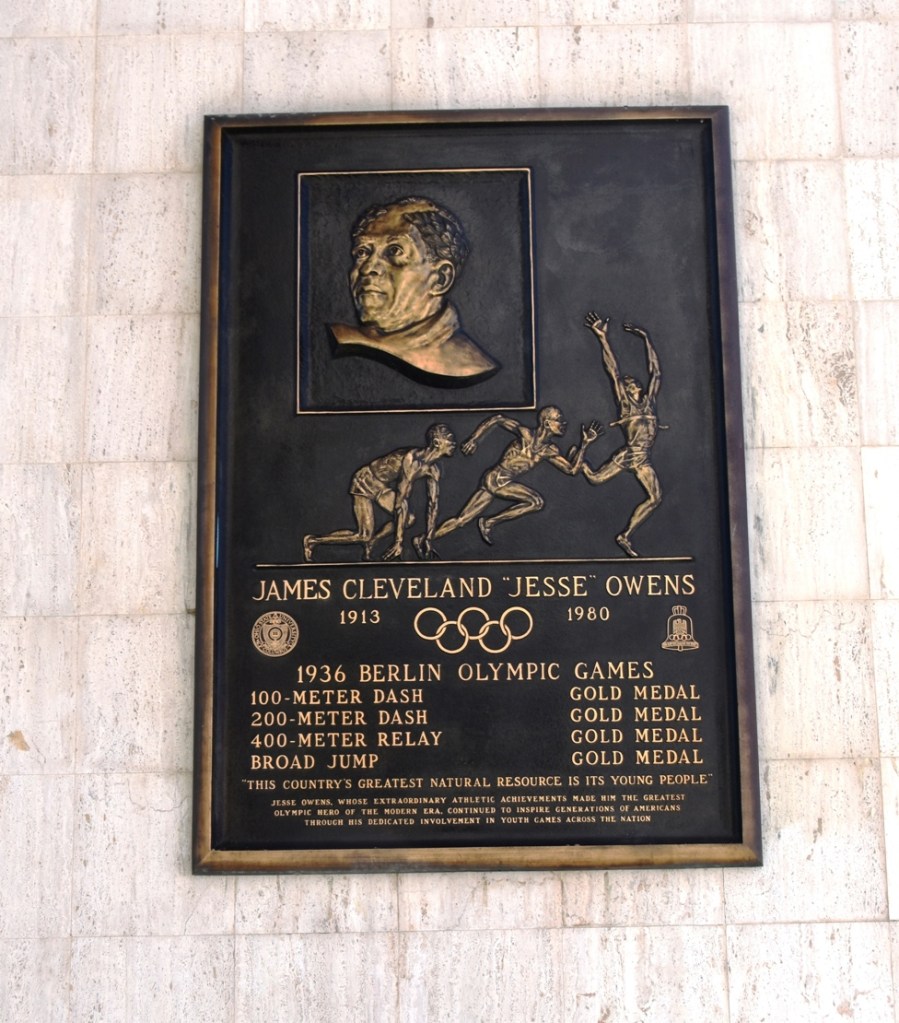 JAMES CLEVELAND "JESSE" OWENS
1913 1980
1936 BERLIN OLYMPIC GAMES
100-METER DASH GOLD MEDAL
200-METER DASH GOLD MEDAL
400-METER RELAY GOLD MEDAL
BROAD JUMP GOLD MEDAL
"THIS COUNTRY'S GREATEST NATURAL RESOURCE IS ITS YOUNG PEOPLE"
JESSE OWENS, WHOSE EXTRAORDINARY ATHLETIC ACHIEVEMENTS MADE HIM THE GREATEST
OLYMPIC HERO OF THE MODERN ERA, CONTINUED TO INSPIRE GENERATIONS OF AMERICANS
THROUGH HIS DEDICATED INVOLVEMENT IN YOUTH GAMES ACROSS THE NATION